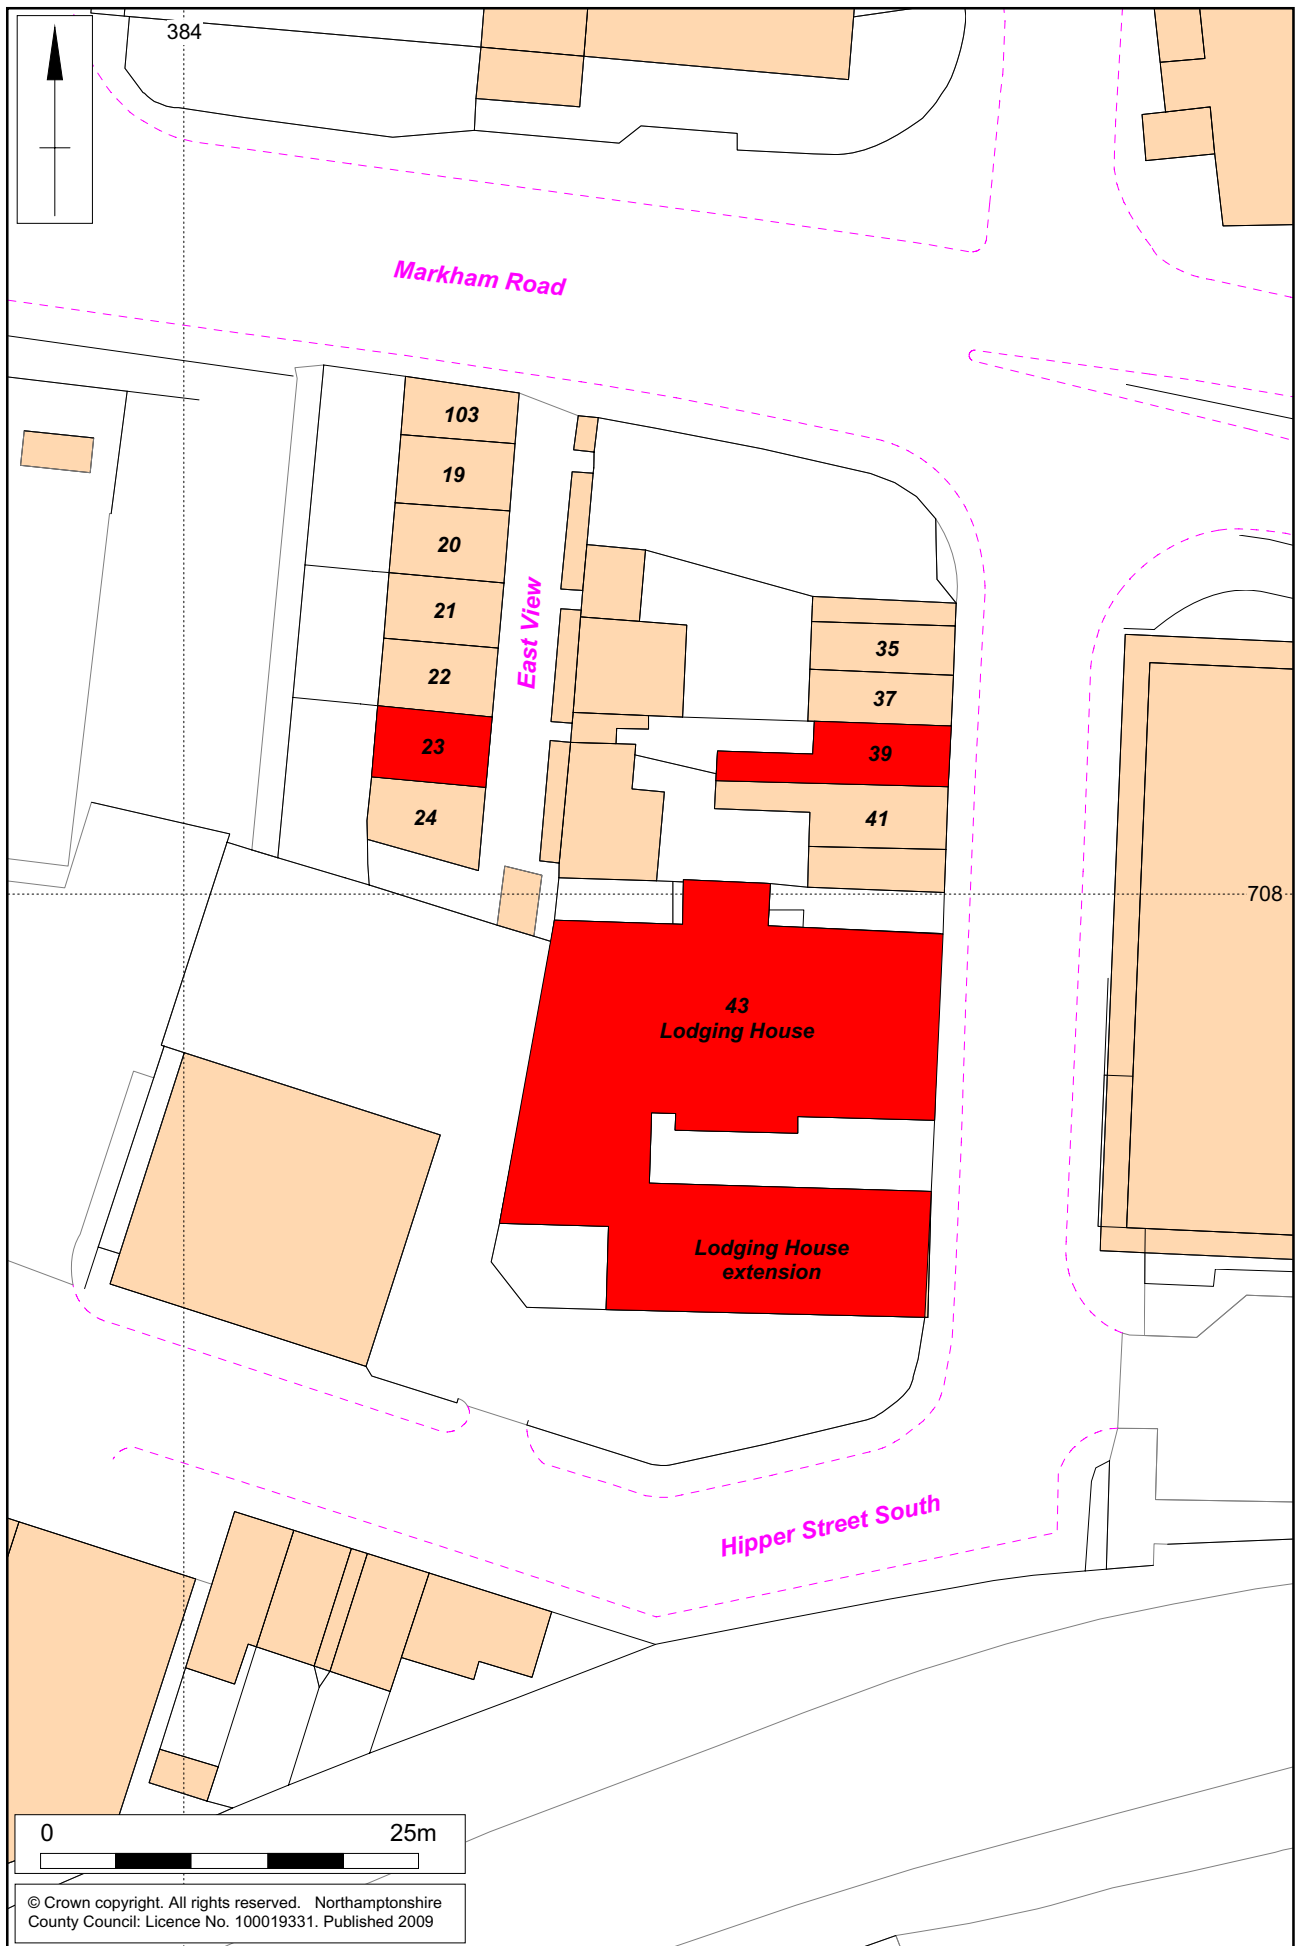 384
Markham Road
103
19
20
21
22
23
24
East View
35
37
39
41
708
43
Lodging House
Lodging House
extension
Hipper Street South
0 25m
© Crown copyright. All rights reserved. Northamptonshire
County Council: Licence No. 100019331. Published 2009